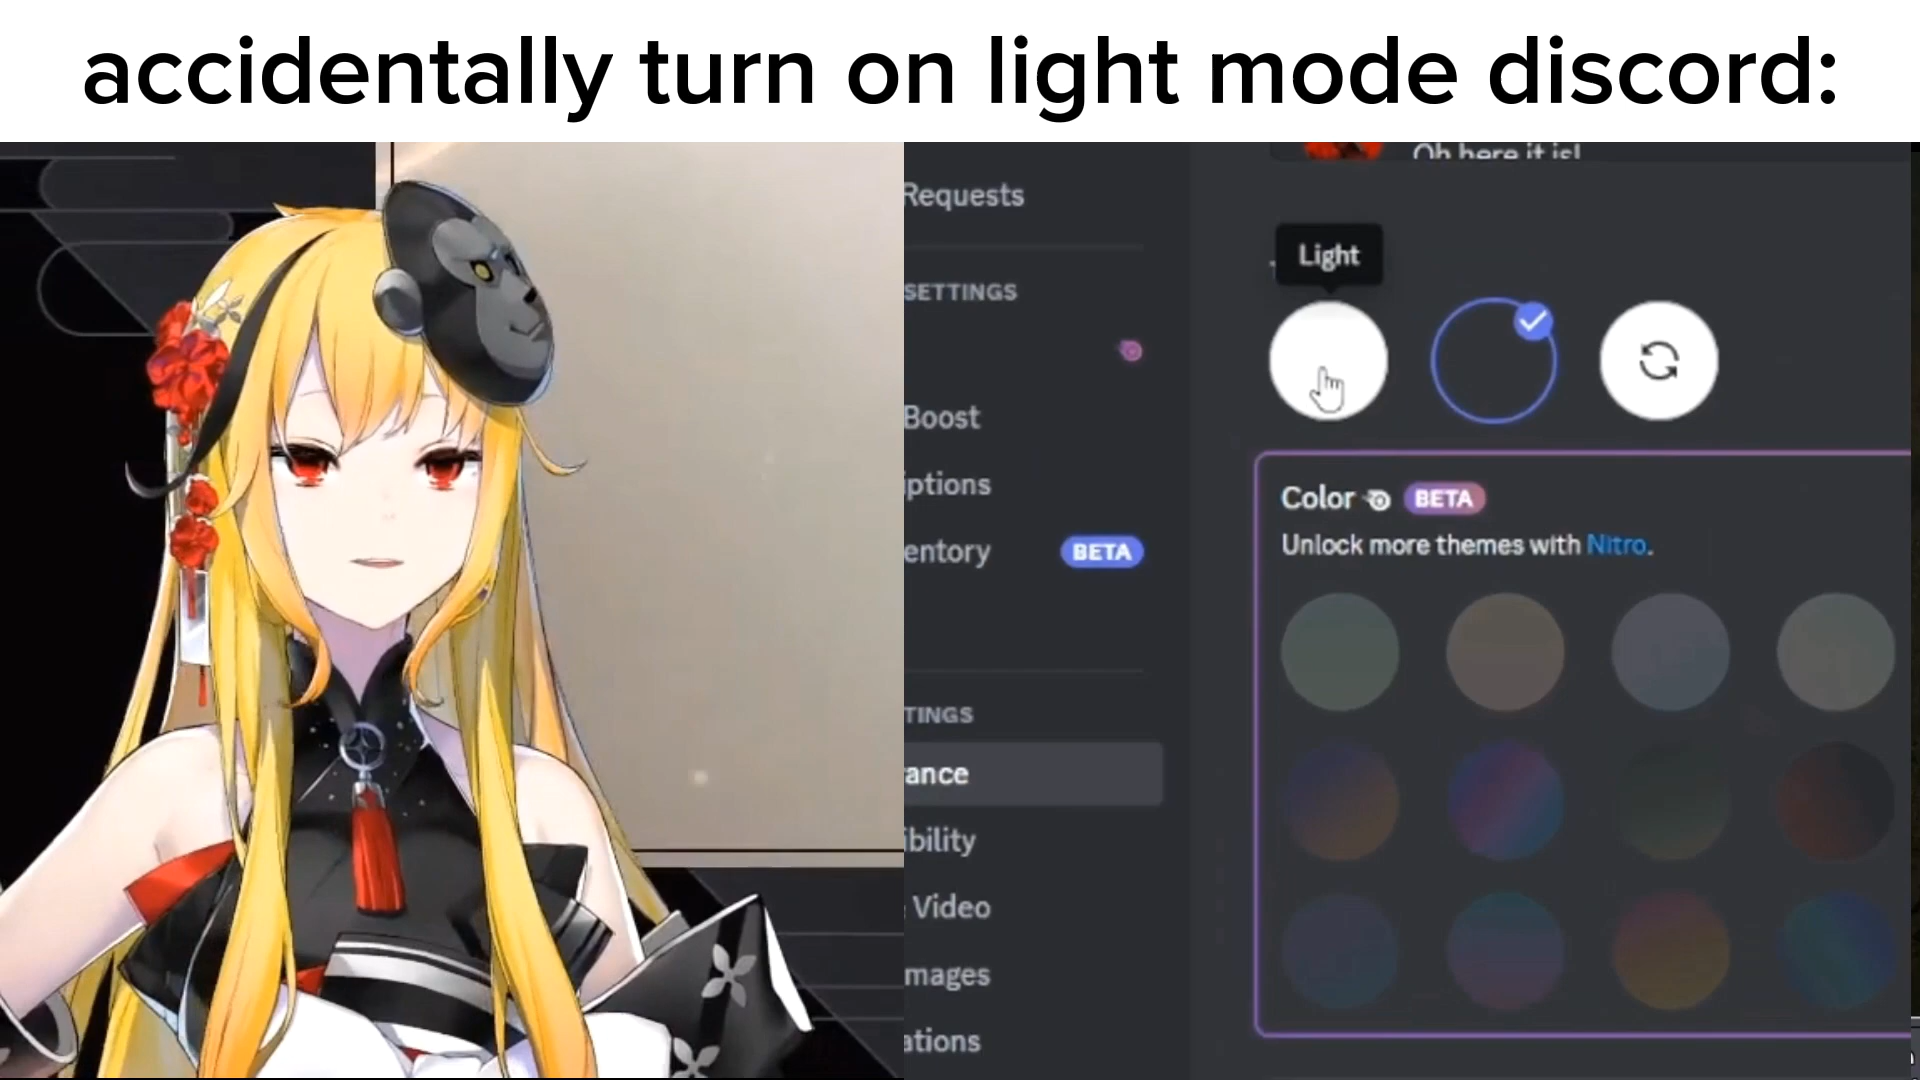 accidentally turn on light mode discord:
Oh here it is!
Requests
Light
SETTINGS
Boost
iptions
entory BETA
Color BETA
Unlock more themes with Nitro.
TINGS
ance
ibility
Video
mages
ations